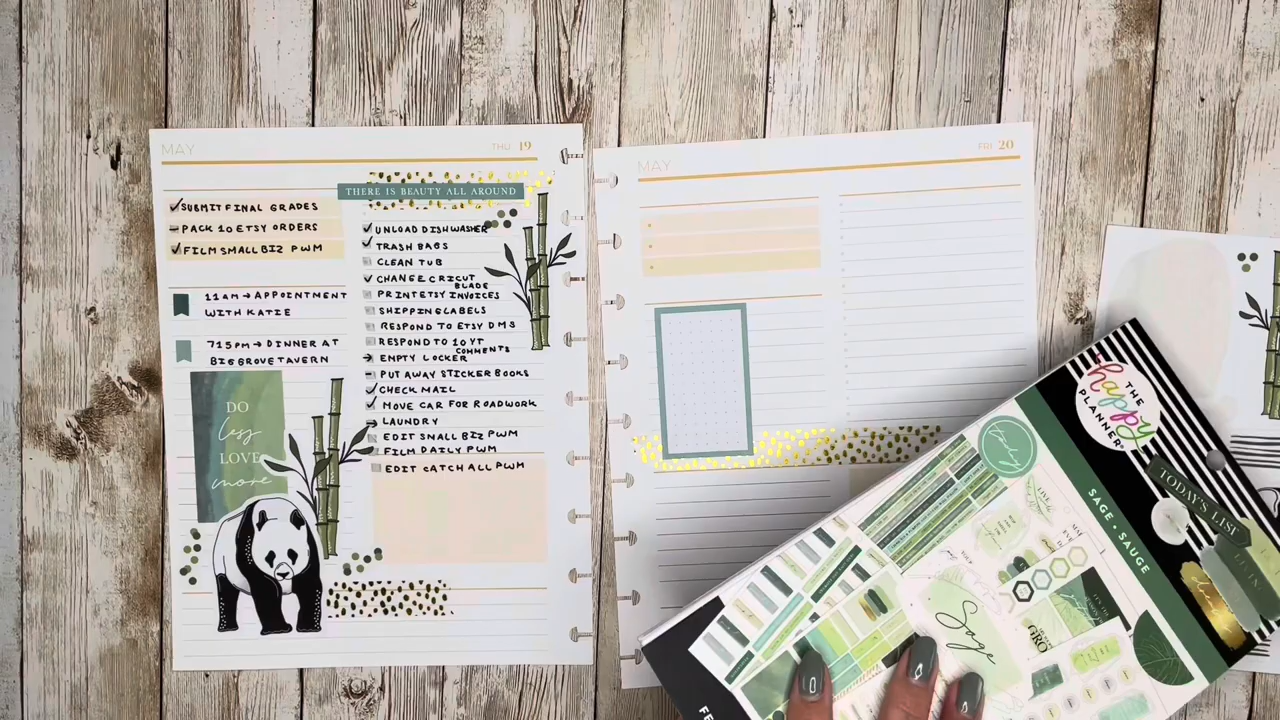 MAY THU 19
THERE IS BEAUTY ALL AROUND
SUBMIT FINAL GRADES
PACK 10 ETSY ORDERS
FILM SMALL BIZ PWM
11AM → APPOINTMENT
WITH KATIE
715PM → DINNER AT
BIG GROVE TAVERN
DO
less
LOVE
more
UNLOAD DISHWASHER
TRASH BAGS
CLEAN TUB
CHANGE CRICUT
BLADE
PRINT ETSY INVOICES
SHIPPING LABELS
RESPOND TO ETSY DMS
RESPOND TO 10 YT
COMMENTS
EMPTY LOCKER
PUT AWAY STICKER BOOKS
CHECK MAIL
MOVE CAR FOR ROADWORK
LAUNDRY
EDIT SMALL BIZ PWM
FILM DAILY PWM
EDIT CATCH ALL PWM
MAY FRI 20
THE
happy
PLANNER
SAGE • SAUGE
TODAY'S LIST
today
Sage